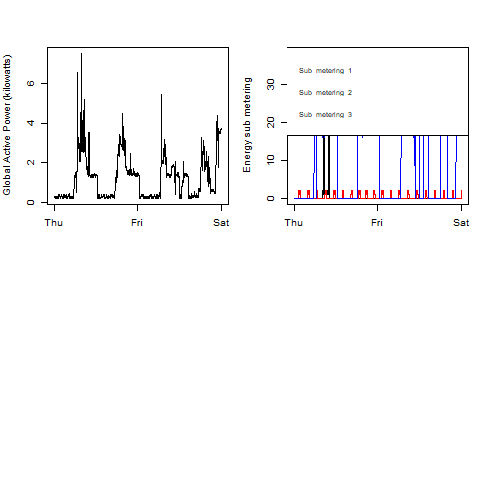 Global Active Power (kilowatts)
0
2
4
6
Thu
Fri
Sat
Energy sub metering
0
10
20
30
Sub metering 1
Sub metering 2
Sub metering 3
Thu
Fri
Sat